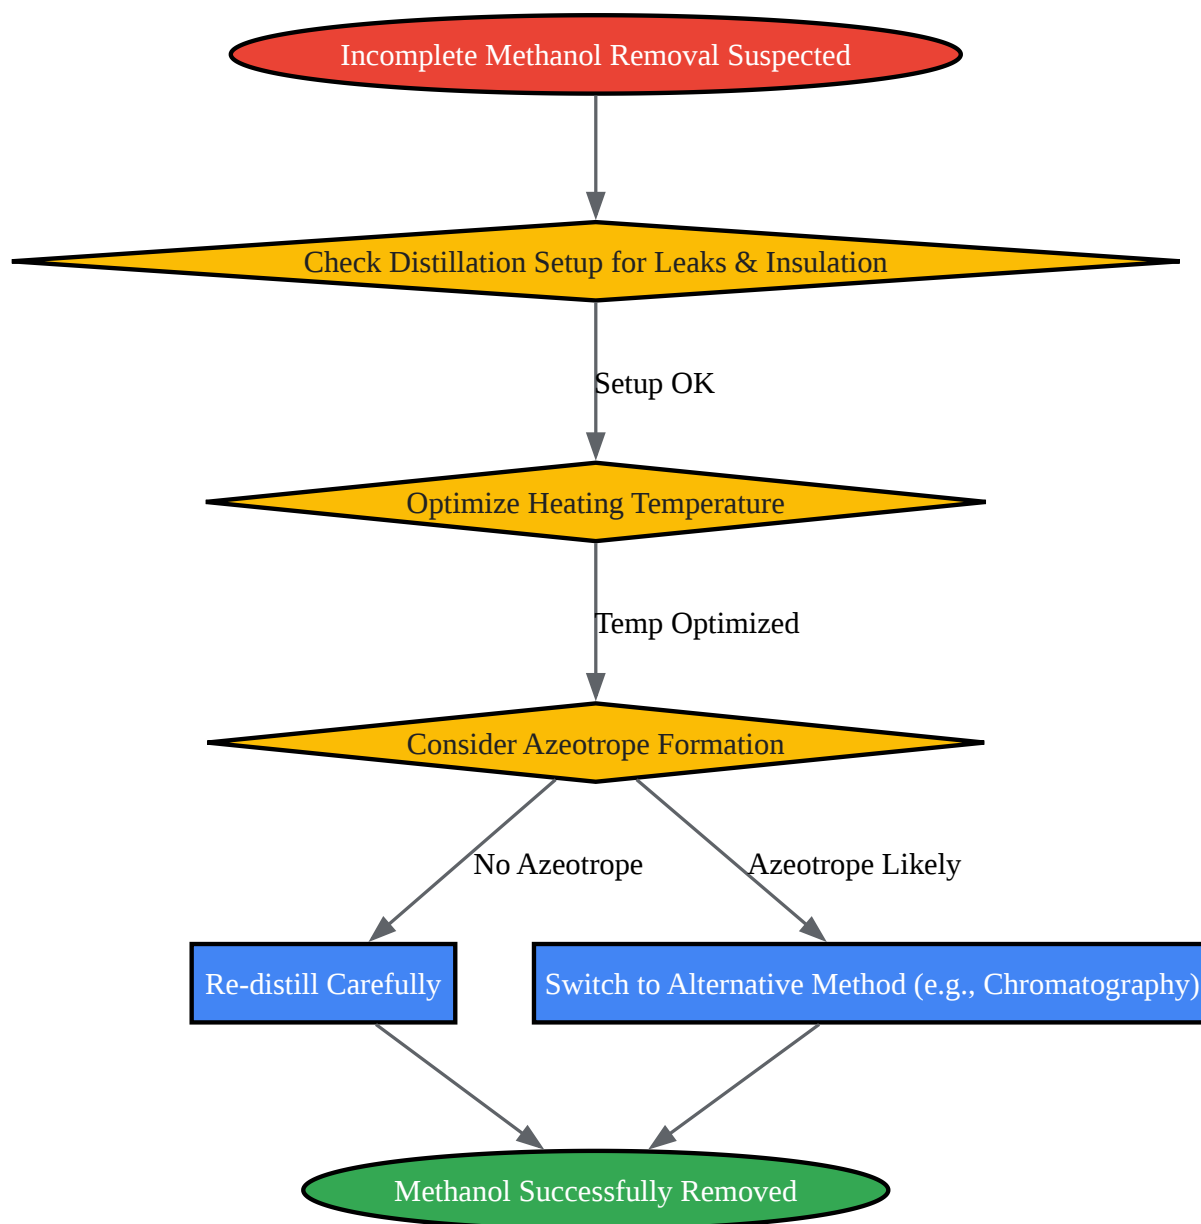 Incomplete Methanol Removal Suspected
Check Distillation Setup for Leaks & Insulation
Setup OK
Optimize Heating Temperature
Temp Optimized
Consider Azeotrope Formation
No Azeotrope
Azeotrope Likely
Re-distill Carefully
Switch to Alternative Method (e.g., Chromatography)
Methanol Successfully Removed